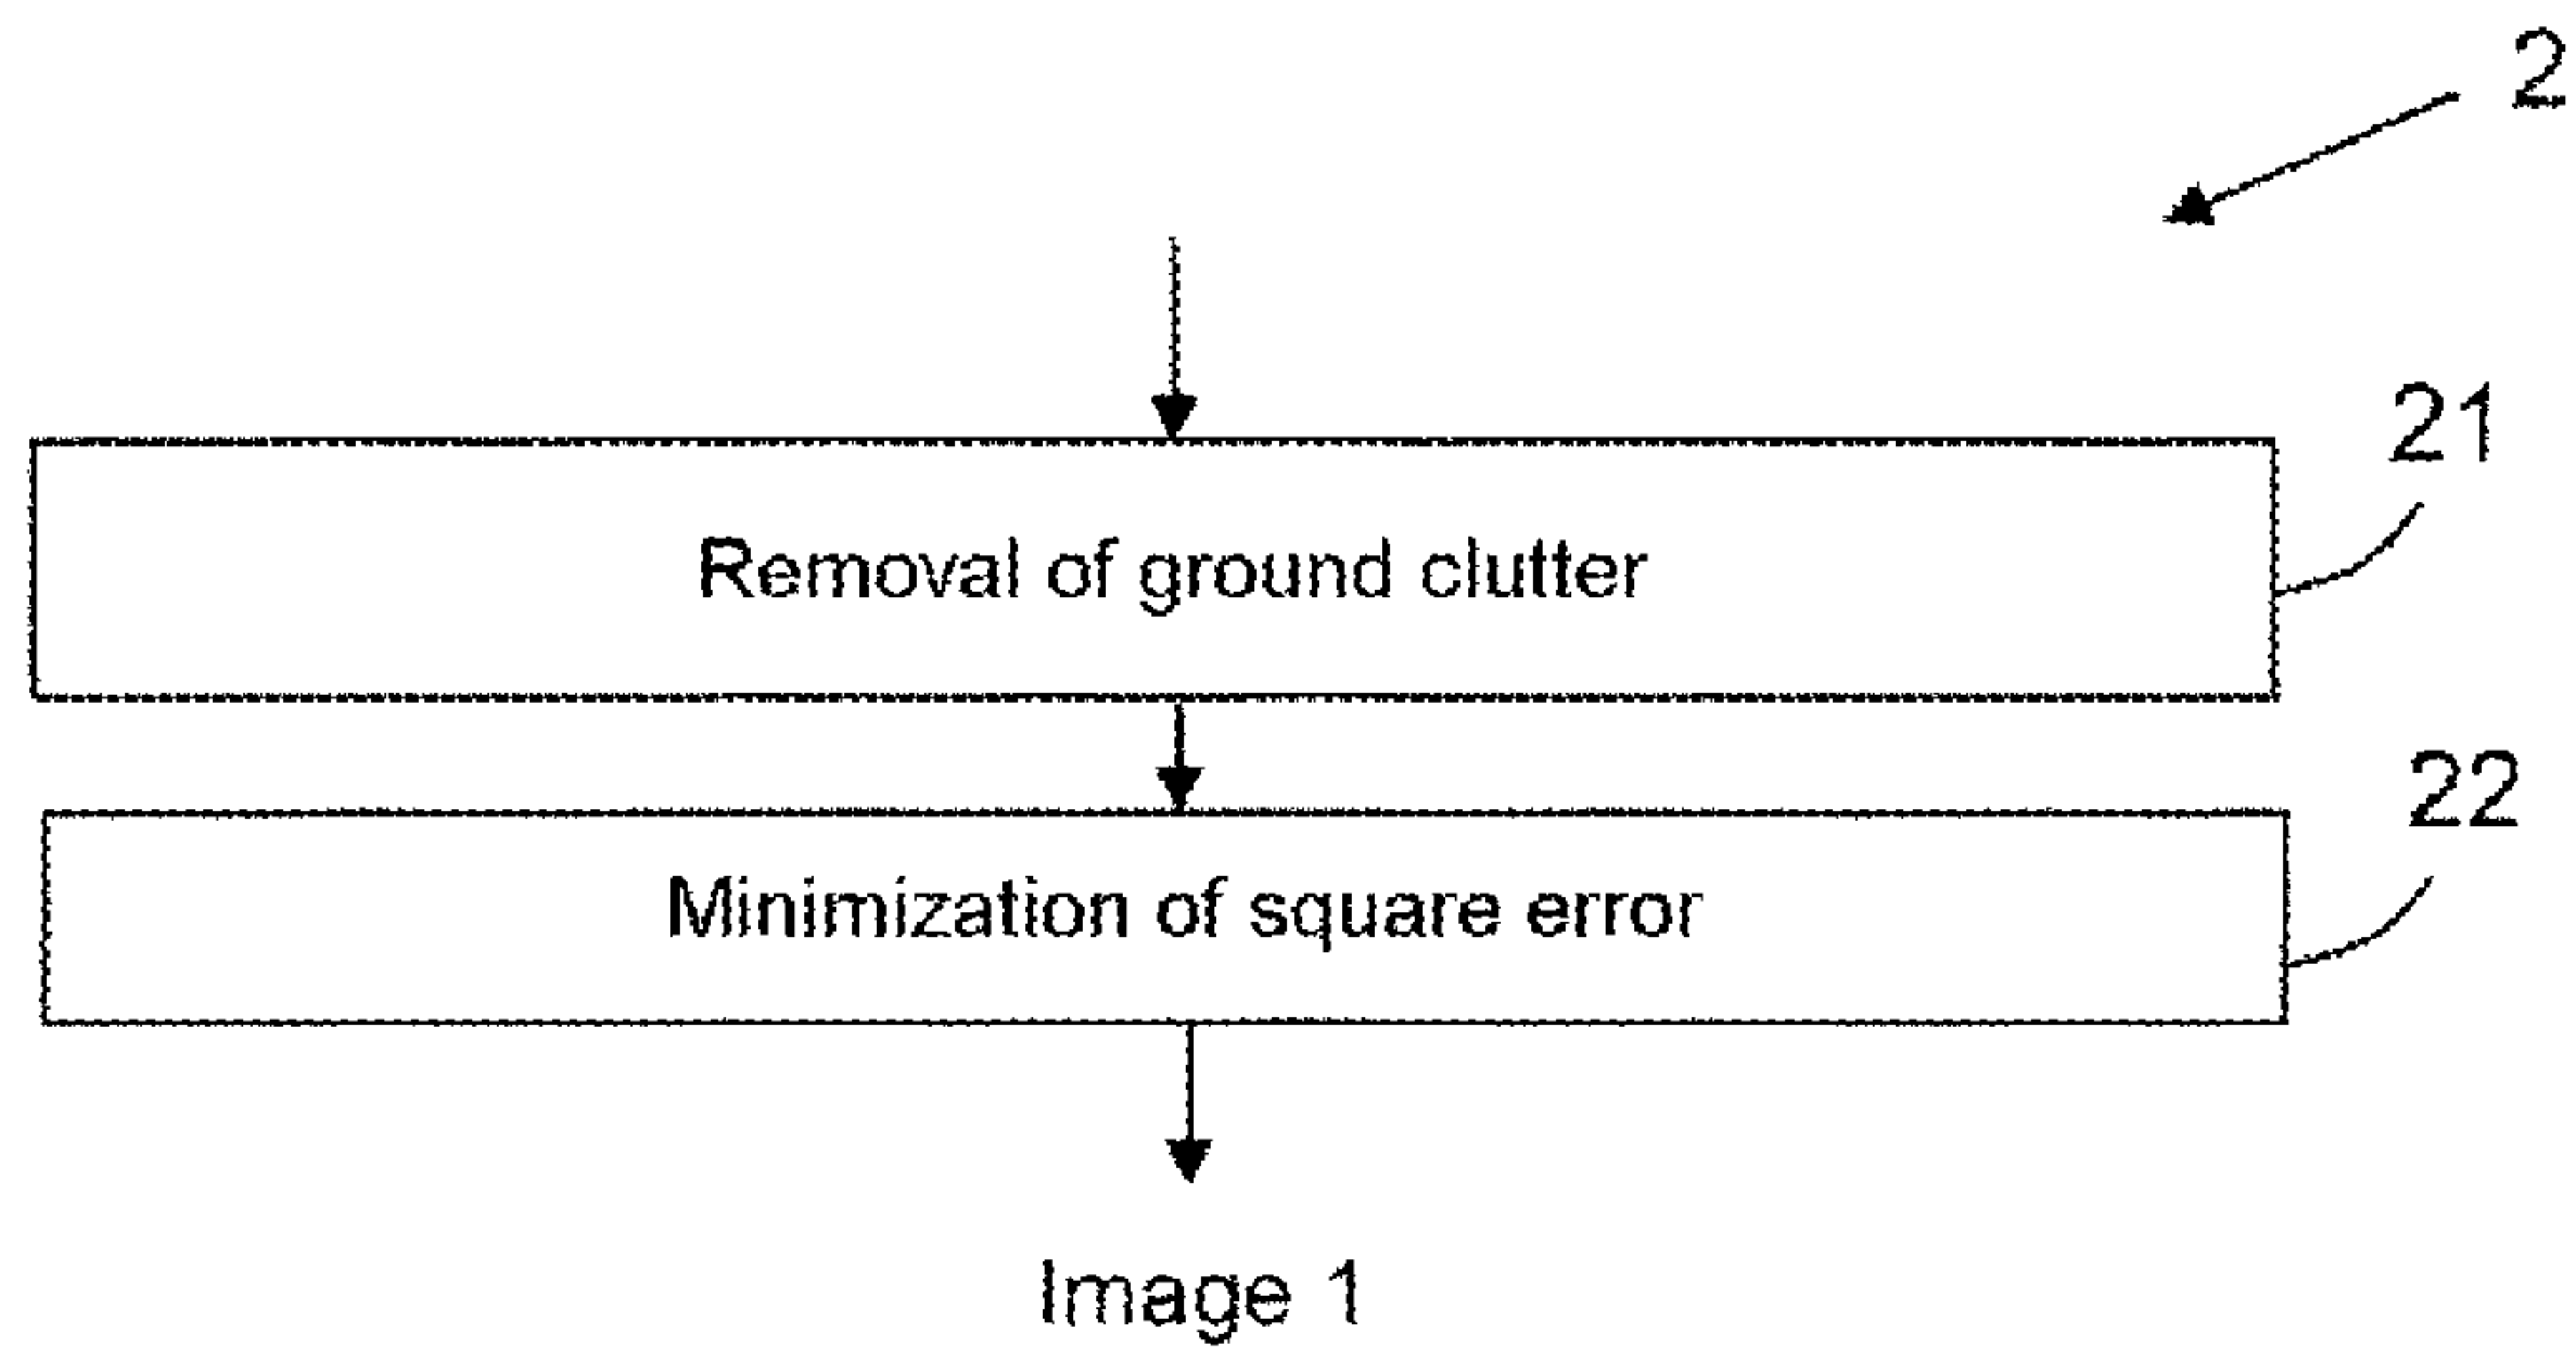 2
21
Removal of ground clutter
22
Minimization of square error
Image 1